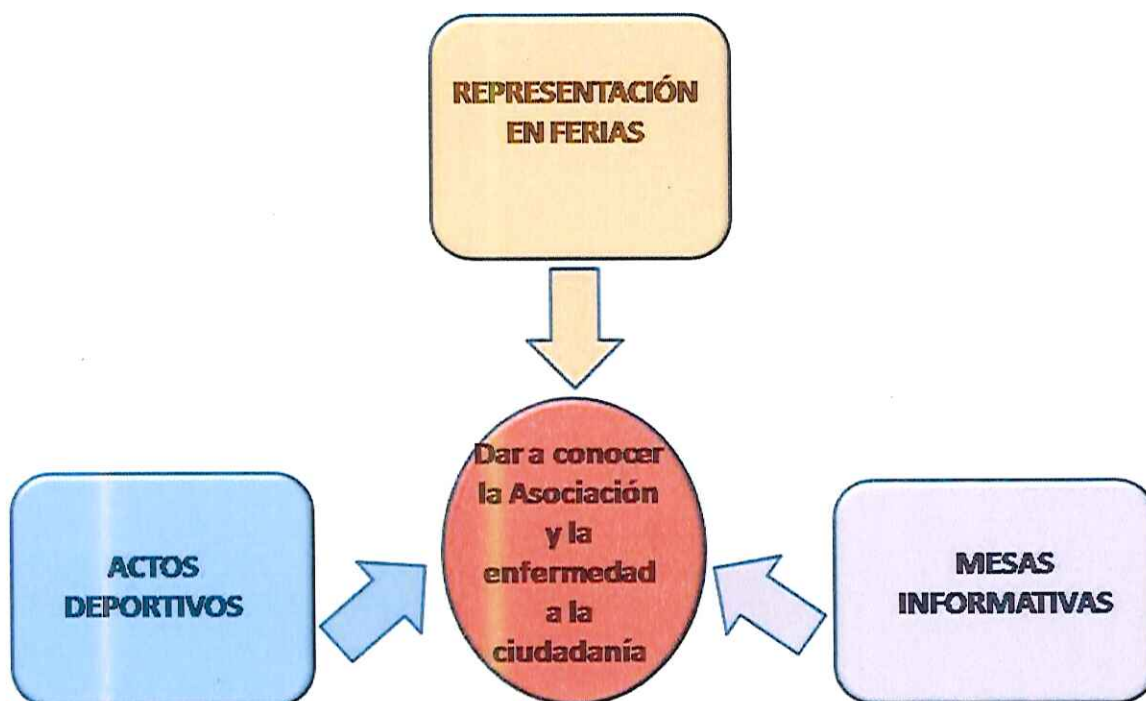 REPRESENTACIÓN
EN FERIAS
Dar a conocer
la Asociación
y la
enfermedad
a la
ciudadanía
ACTOS
DEPORTIVOS
MESAS
INFORMATIVAS